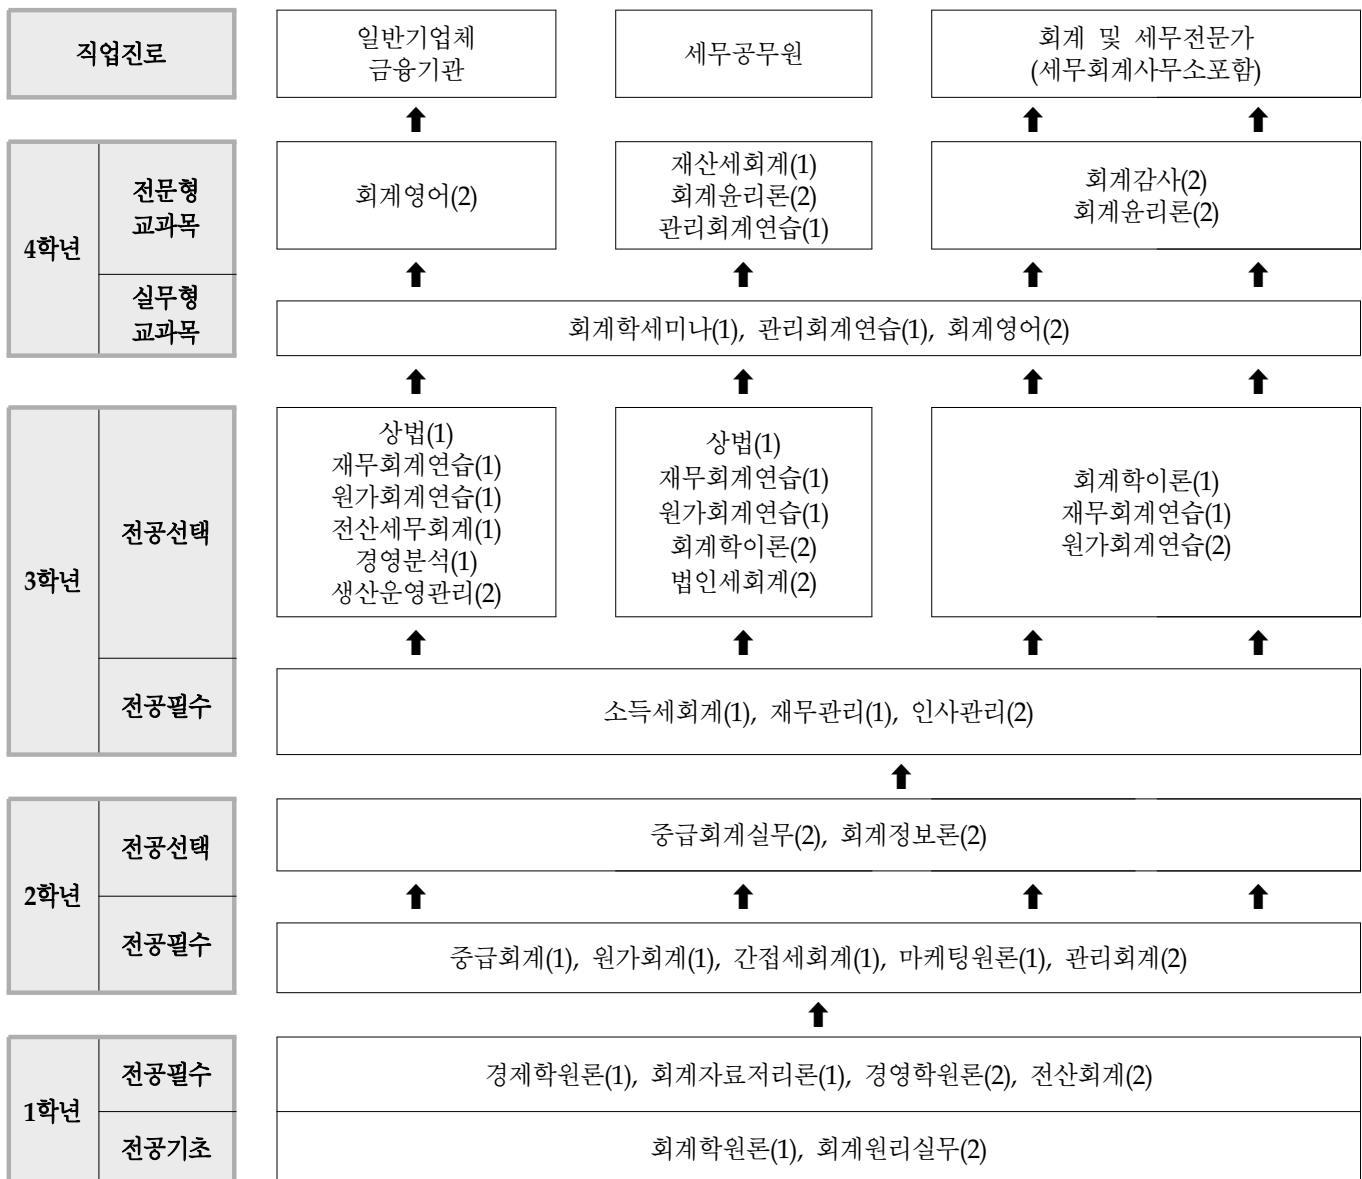 직업진로
일반기업체
금융기관
세무공무원
회계 및 세무전문가
(세무회계사무소포함)
4학년
전문형
교과목
회계영어(2)
재산세회계(1)
회계윤리론(2)
관리회계연습(1)
회계감사(2)
회계윤리론(2)
실무형
교과목
회계학세미나(1), 관리회계연습(1), 회계영어(2)
3학년
전공선택
상법(1)
재무회계연습(1)
원가회계연습(1)
전산세무회계(1)
경영분석(1)
생산운영관리(2)
상법(1)
재무회계연습(1)
원가회계연습(1)
회계학이론(2)
법인세회계(2)
회계학이론(1)
재무회계연습(1)
원가회계연습(2)
전공필수
소득세회계(1), 재무관리(1), 인사관리(2)
2학년
전공선택
중급회계실무(2), 회계정보론(2)
전공필수
중급회계(1), 원가회계(1), 간접세회계(1), 마케팅원론(1), 관리회계(2)
1학년
전공필수
경제학원론(1), 회계자료저리론(1), 경영학원론(2), 전산회계(2)
전공기초
회계학원론(1), 회계원리실무(2)